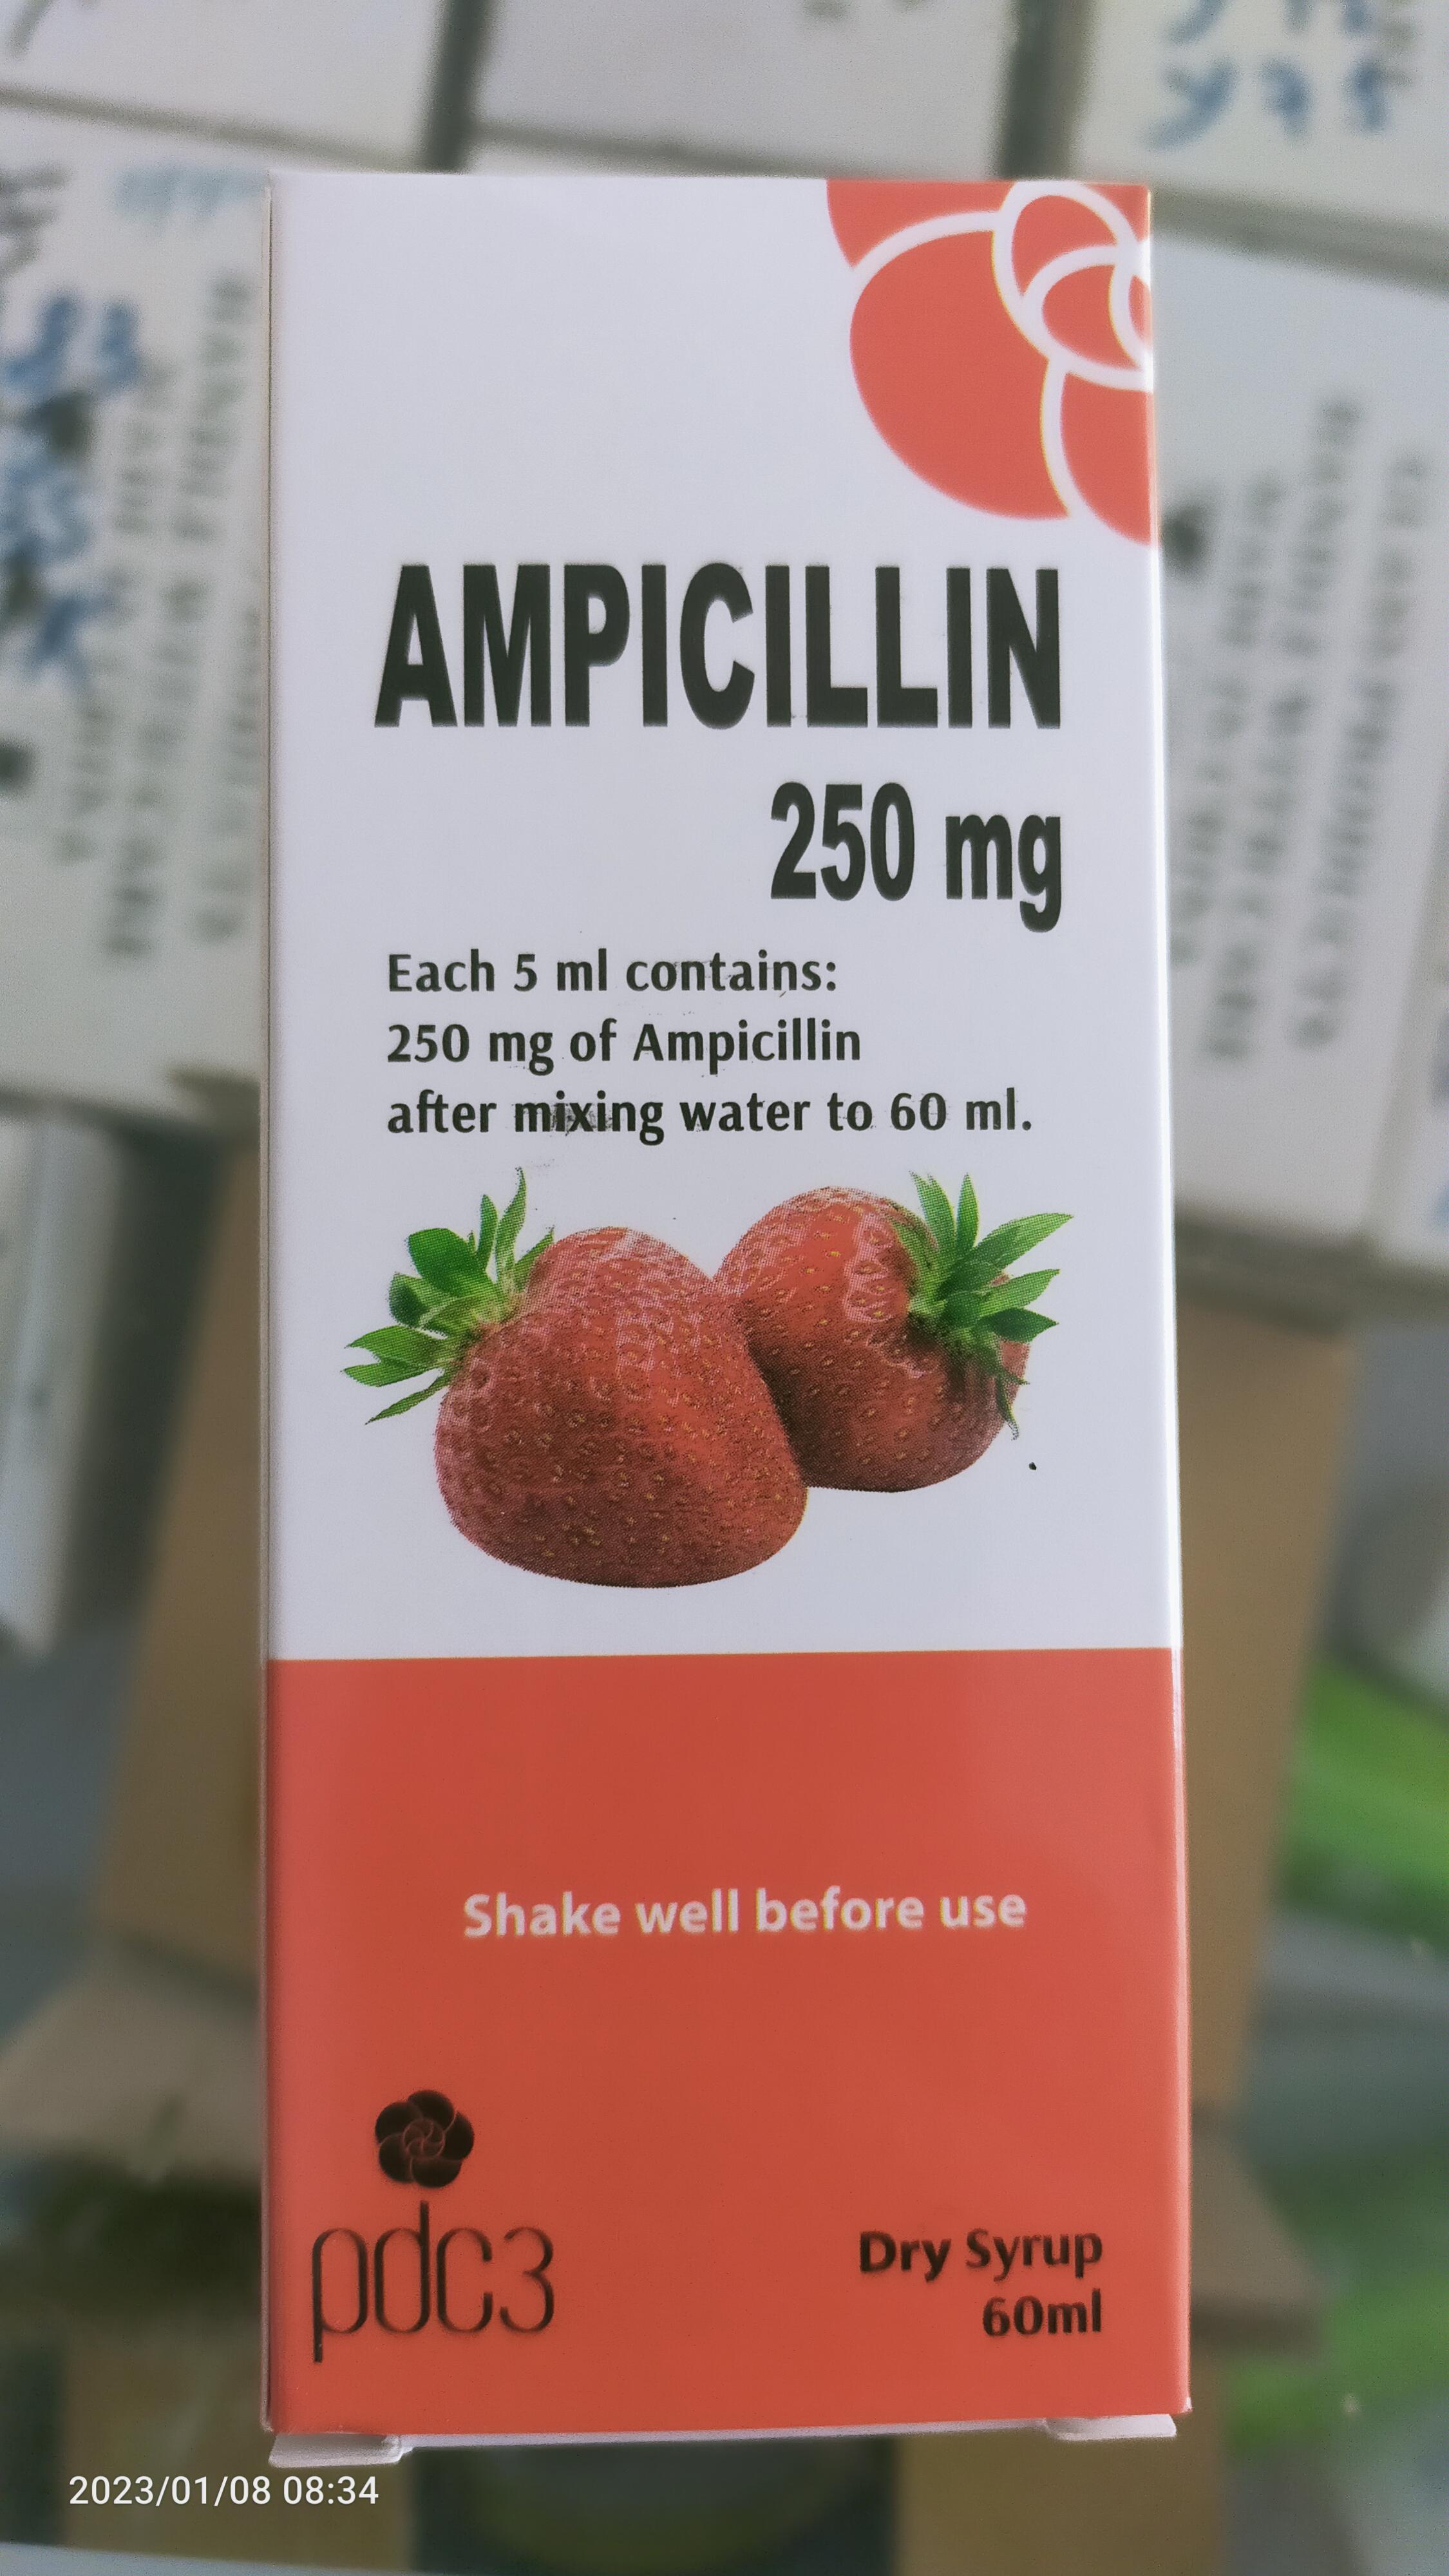 AMPICILLIN
250 mg
Each 5 ml contains:
250 mg of Ampicillin
after mixing water to 60 ml.
Shake well before use
pdc3
Dry Syrup
60ml
2023/01/08 08:34